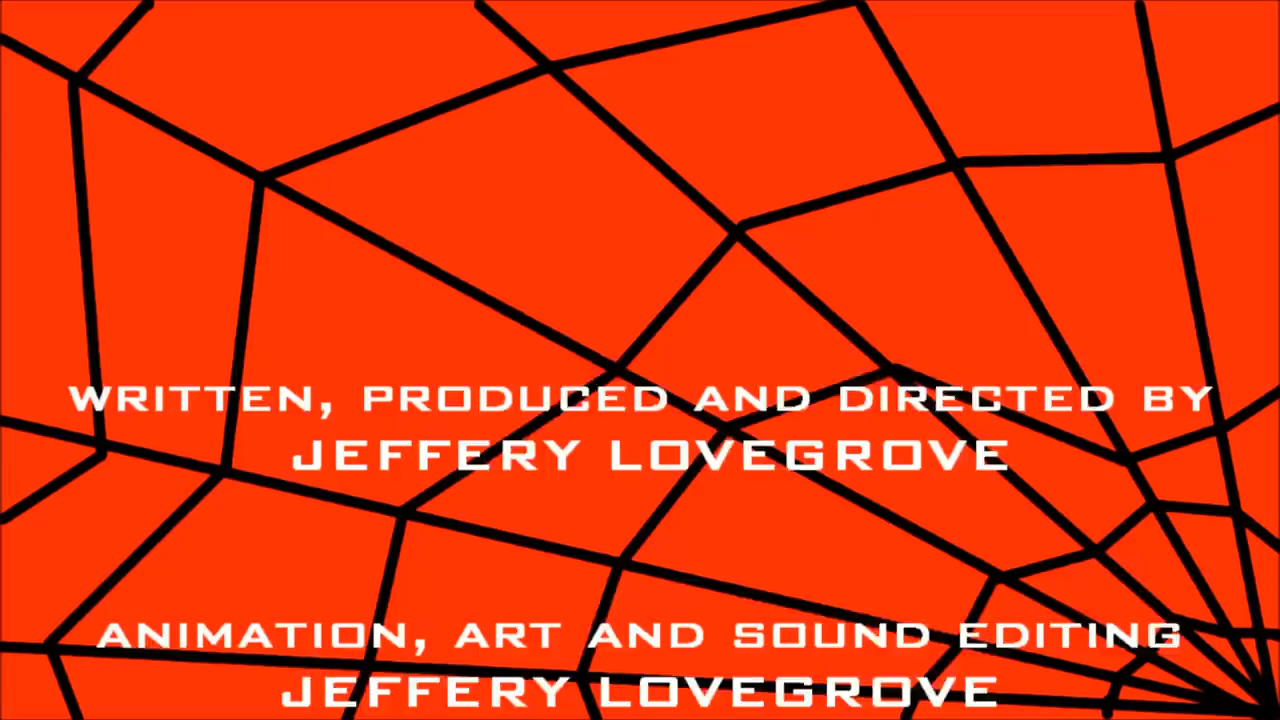 WRITTEN, PRODUCED AND DIRECTED BY
JEFFERY LOVEGROVE
ANIMATION, ART AND SOUND EDITING
JEFFERY LOVEGROVE